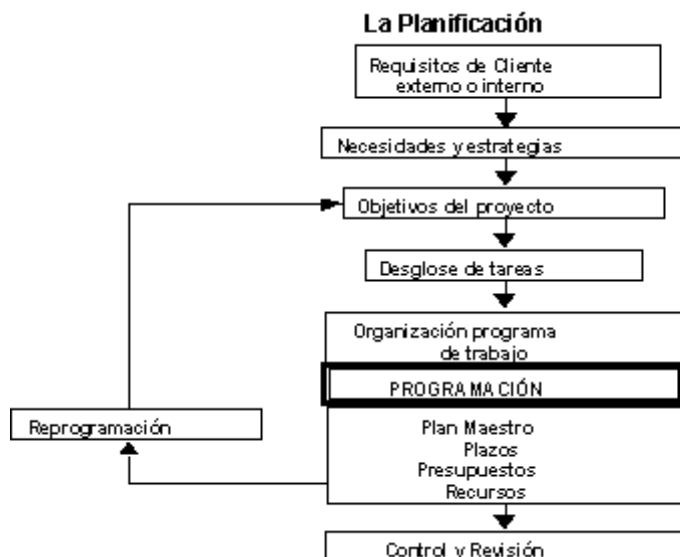 La Planificación
Requisitos de Cliente
externo o interno
Necesidades y estrategias
Objetivos del proyecto
Desglose de tareas
Organización programa
de trabajo
PROGRAMACIÓN
Reprogramación
Plan Maestro
Plazos
Presupuestos
Recursos
Control y Revisión